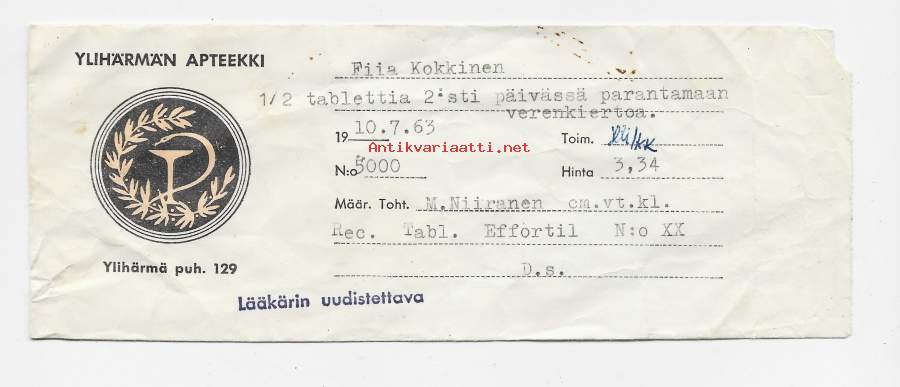 YLIHÄRMÄN APTEEKKI
Fiia Kokkinen
1/2 tablettia 2:sti päivässä parantamaan
verenkiertoa.
19 10.7.63 Toim.
Antikvariaatti.net
N:o 5000 Hinta 3,34
Määr. Toht. M.Niiranen cm.vt.kl.
Rec. Tabl. Effortil N:o XX
D.s.
Ylihärmä puh. 129
Lääkärin uudistettava